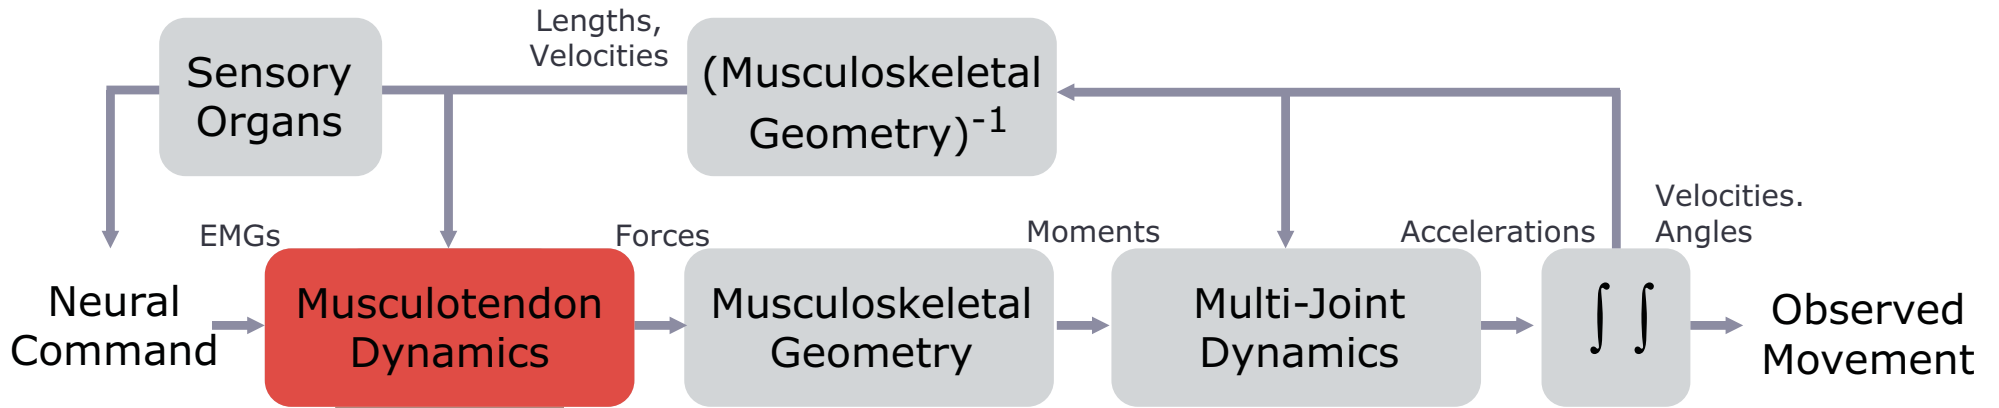 Lengths,
Velocities
Sensory
Organs
(Musculoskeletal
Geometry)⁻¹
EMGs
Forces
Moments
Accelerations
Velocities.
Angles
Neural
Command
Musculotendon
Dynamics
Musculoskeletal
Geometry
Multi-Joint
Dynamics
∫ ∫
Observed
Movement